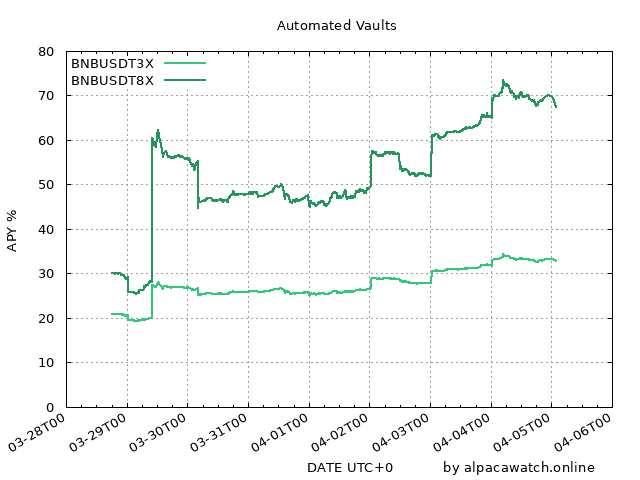 Automated Vaults
BNBUSDT3X
BNBUSDT8X
APY %
80
70
60
50
40
30
20
10
0
03-28T00
03-29T00
03-30T00
03-31T00
04-01T00
04-02T00
04-03T00
04-04T00
04-05T00
04-06T00
DATE UTC+0
by alpacawatch.online